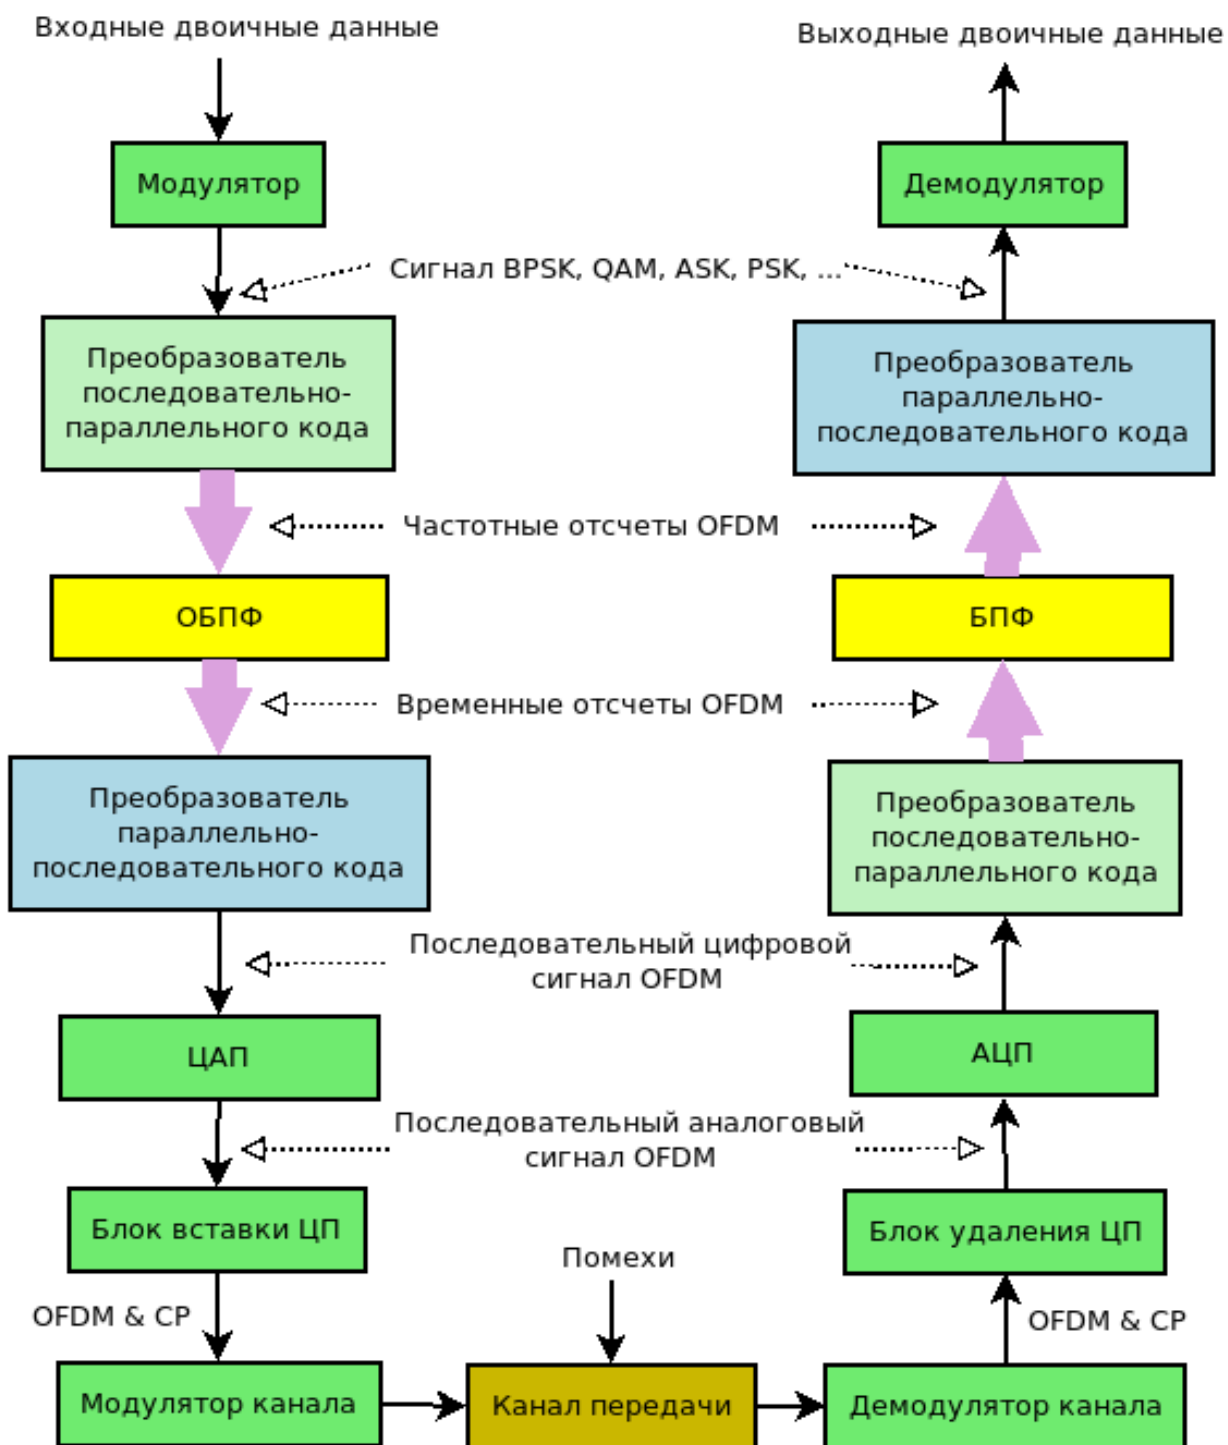 Входные двоичные данные
Выходные двоичные данные
Модулятор
Демодулятор
Сигнал BPSK, QAM, ASK, PSK, ...
Преобразователь
последовательно-
параллельного кода
Преобразователь
параллельно-
последовательного кода
Частотные отсчеты OFDM
ОБПФ
БПФ
Временные отсчеты OFDM
Преобразователь
параллельно-
последовательного кода
Преобразователь
последовательно-
параллельного кода
Последовательный цифровой
сигнал OFDM
ЦАП
АЦП
Последовательный аналоговый
сигнал OFDM
Блок вставки ЦП
Блок удаления ЦП
Помехи
OFDM & CP
OFDM & CP
Модулятор канала
Канал передачи
Демодулятор канала